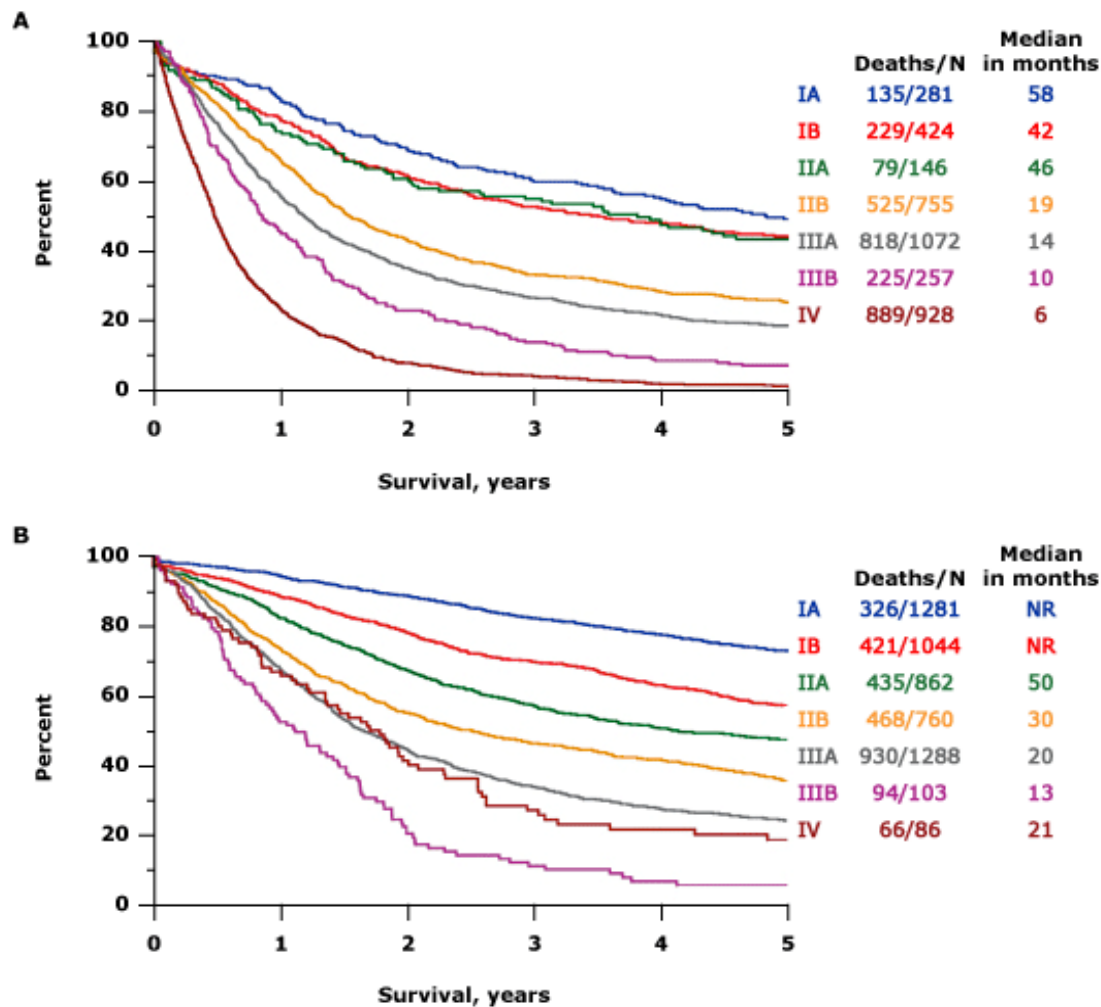 A
100
80
60
40
20
0
Percent
0 1 2 3 4 5
Survival, years
Deaths/N Median in months
IA 135/281 58
IB 229/424 42
IIA 79/146 46
IIB 525/755 19
IIIA 818/1072 14
IIIB 225/257 10
IV 889/928 6
B
100
80
60
40
20
0
Percent
0 1 2 3 4 5
Survival, years
Deaths/N Median in months
IA 326/1281 NR
IB 421/1044 NR
IIA 435/862 50
IIB 468/760 30
IIIA 930/1288 20
IIIB 94/103 13
IV 66/86 21